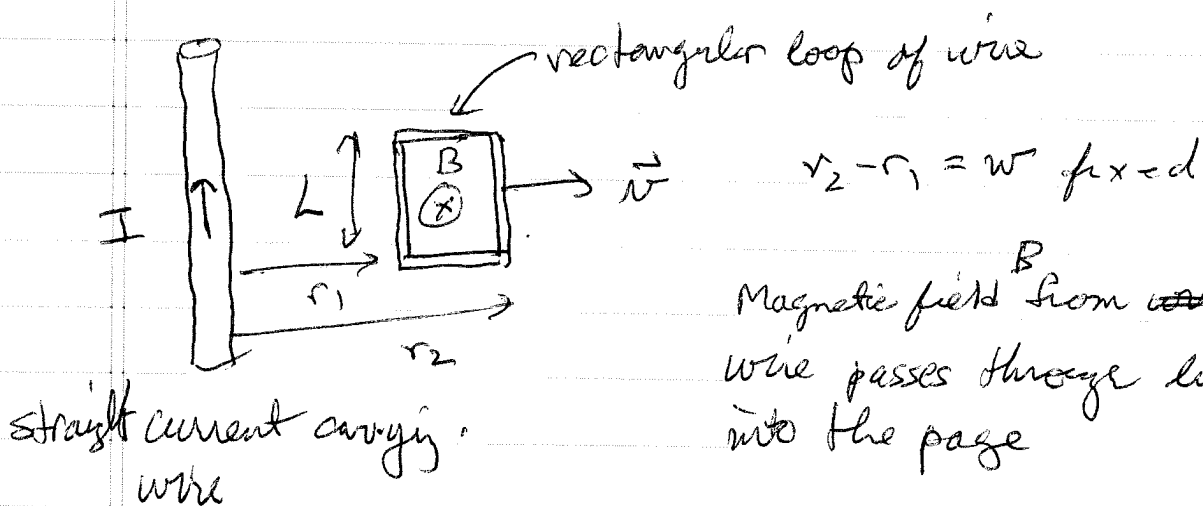 rectangular loop of wire
B
⊗
L
I
r₁
r₂
v⃗
r₂-r₁ = w fixed
Magnetic field B from
wire passes through
into the page
straight current carrying
wire